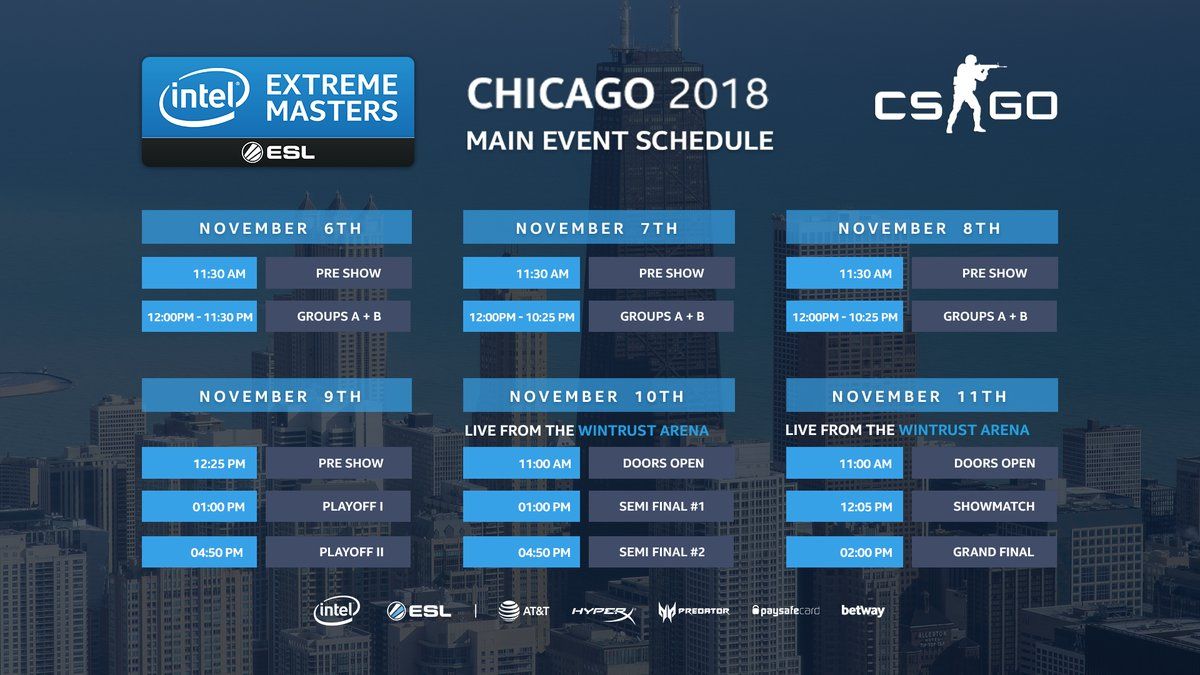 intel EXTREME
MASTERS
ESL
CHICAGO 2018
MAIN EVENT SCHEDULE
CS GO
NOVEMBER 6TH
11:30 AM PRE SHOW
12:00PM - 11:30 PM GROUPS A + B
NOVEMBER 7TH
11:30 AM PRE SHOW
12:00PM - 10:25 PM GROUPS A + B
NOVEMBER 8TH
11:30 AM PRE SHOW
12:00PM - 10:25 PM GROUPS A + B
NOVEMBER 9TH
12:25 PM PRE SHOW
01:00 PM PLAYOFF I
04:50 PM PLAYOFF II
NOVEMBER 10TH
LIVE FROM THE WINTRUST ARENA
11:00 AM DOORS OPEN
01:00 PM SEMI FINAL #1
04:50 PM SEMI FINAL #2
NOVEMBER 11TH
LIVE FROM THE WINTRUST ARENA
11:00 AM DOORS OPEN
12:05 PM SHOWMATCH
02:00 PM GRAND FINAL
intel ESL | AT&T HYPERX PREDATOR paysafecard betway